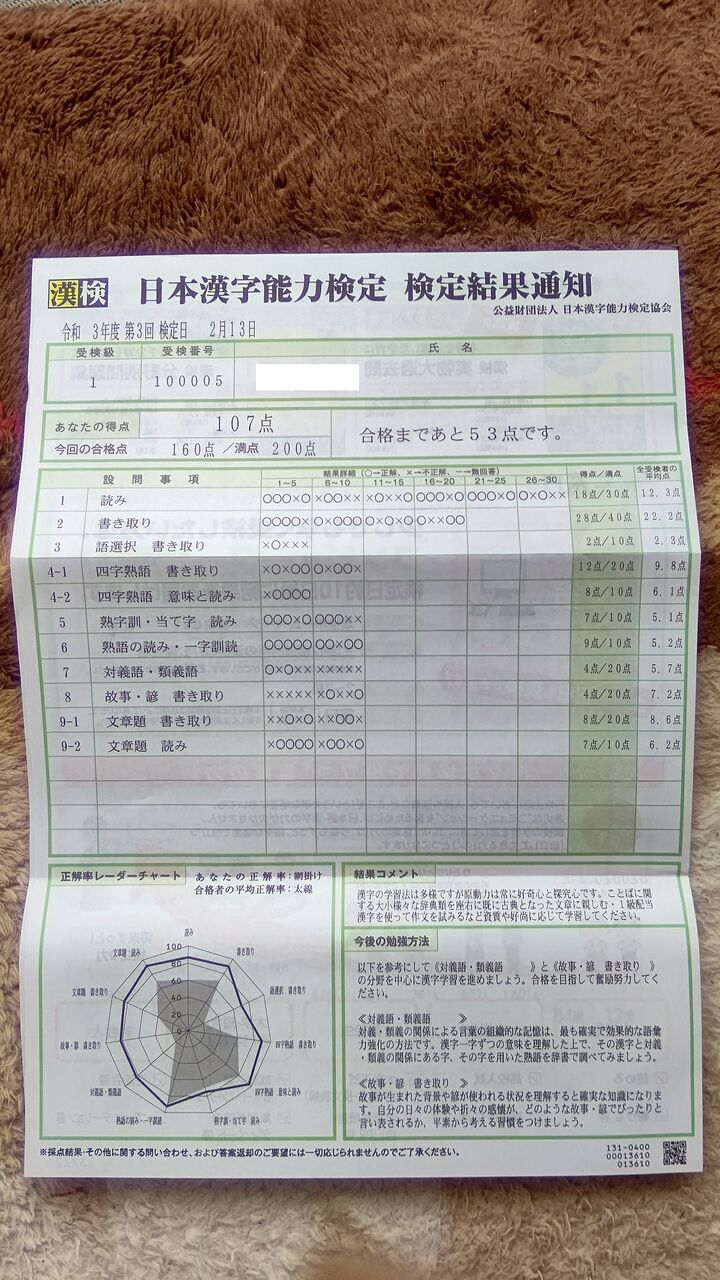 漢検 日本漢字能力検定 検定結果通知
公益財団法人 日本漢字能力検定協会
令和 3年度 第3回 検定日 2月13日
受検級 受検番号 氏名
1 100005
あなたの得点 107点
今回の合格点 160点 /満点 200点
合格まであと53点です。
設問事項 結果詳細(○→正解、×→不正解、-→無回答) 得点/満点 全受検者の平均点
1~5 6~10 11~15 16~20 21~25 26~30
1 読み ○○○×○ ×○○×× ×○××○ ○○○×○ ○○○×○ ○×○×× 18点/30点 12.3点
2 書き取り ○○○○× ○×○○○ ○×○×○ ○××○○ 28点/40点 22.2点
3 語選択 書き取り ×○××× 2点/10点 2.3点
4-1 四字熟語 書き取り ×○×○○ ○×○○× 12点/20点 9.8点
4-2 四字熟語 意味と読み ×○○○○ 8点/10点 6.1点
5 熟字訓・当て字 読み ○○○×○ ○○○×× 7点/10点 5.1点
6 熟語の読み・一字訓読 ○○○○○ ○○×○○ 9点/10点 5.2点
7 対義語・類義語 ○×○×× ××××× 4点/20点 5.7点
8 故事・諺 書き取り ××××× ×○××○ 4点/20点 7.2点
9-1 文章題 書き取り ××○×○ ××○○× 8点/20点 8.6点
9-2 文章題 読み ×○○○○ ×○○×○ 7点/10点 6.2点
正解率レーダーチャート あなたの正解率:網掛け
合格者の平均正解率:太線
読み
書き取り
語選択 書き取り
四字熟語 書き取り
四字熟語 意味と読み
熟字訓・当て字 読み
熟語の読み・一字訓読
対義語・類義語
故事・諺 書き取り
文章題 書き取り
文章題 読み
100
80
60
40
20
0
結果コメント
漢字の学習法は多様ですが原動力は常に好奇心と探究心です。ことばに関
する大小様々な辞典類を座右に既に古典となった文章に親しむ・1級配当
漢字を使って作文を試みるなど資質や好尚に応じて学習してください。
今後の勉強方法
以下を参考にして《対義語・類義語 》と《故事・諺 書き取り 》
の分野を中心に漢字学習を進めましょう。合格を目指して奮励努力してく
ださい。
≪対義語・類義語 ≫
対義・類義の関係による言葉の組織的な記憶は、最も確実で効果的な語彙
力強化の方法です。漢字一字ずつの意味を理解した上で、その漢字と対義
・類義の関係にある字、その字を用いた熟語を辞書で調べてみましょう。
≪故事・諺 書き取り ≫
故事が生まれた背景や諺が使われる状況を理解すると確実な知識になりま
す。自分の日々の体験や折々の感懐が、どのような故事・諺でぴったりと
言い表されるか、平素から考える習慣をつけましょう。
※採点結果・その他に関する問い合わせ、および答案返却のご要望には一切応じられませんのでご了承ください。
131-0400
00013610
013610